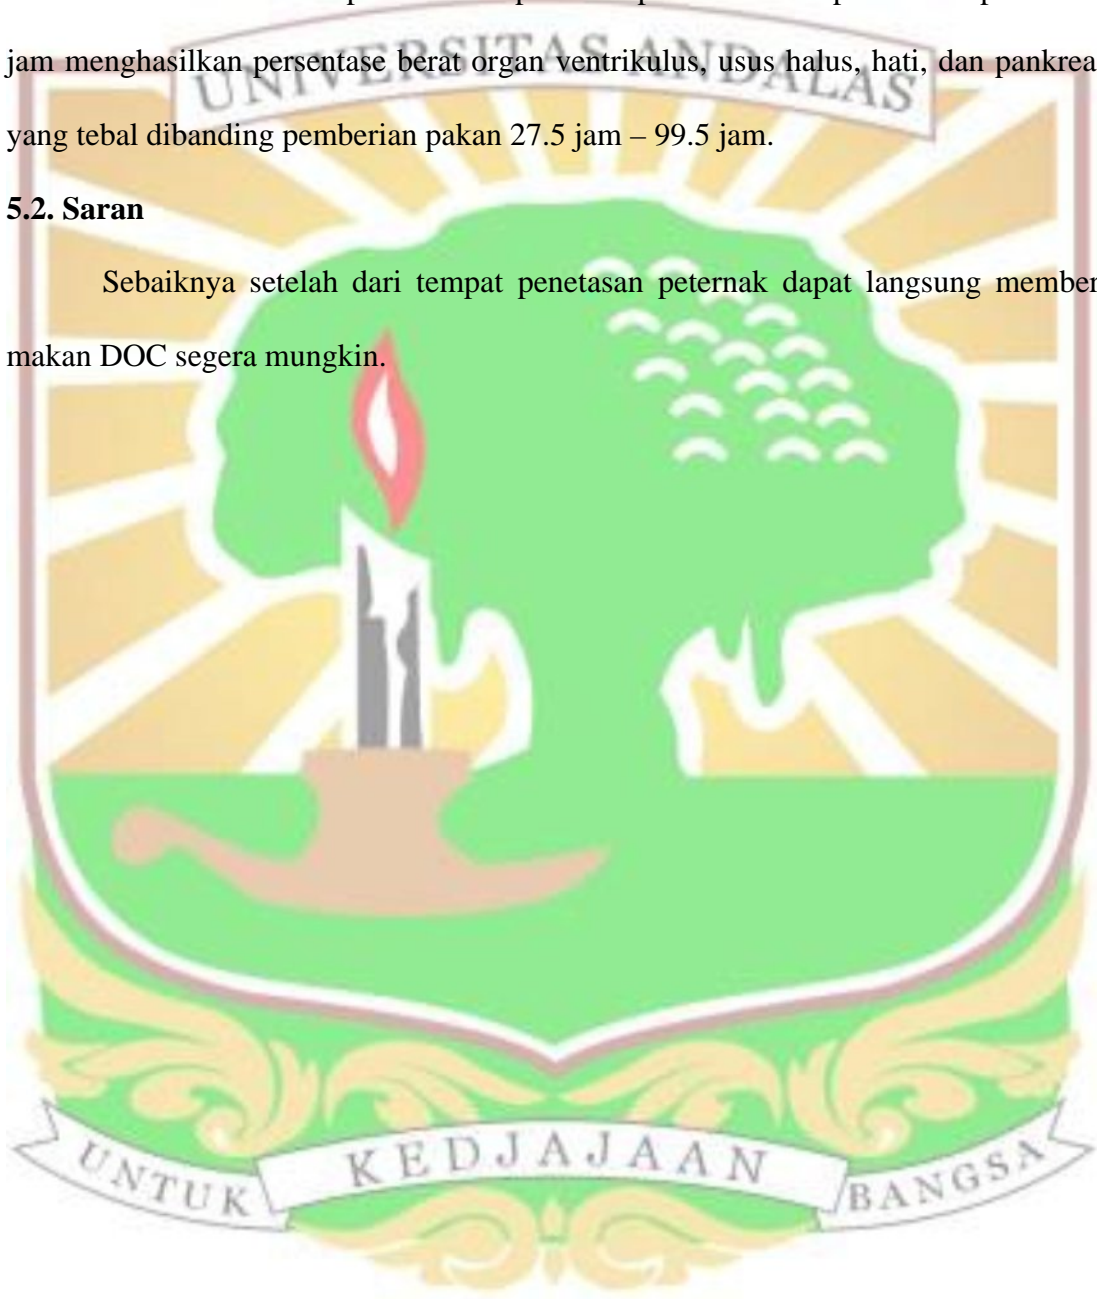 UNIVERSITAS ANDALAS
jam menghasilkan persentase berat organ ventrikulus, usus halus, hati, dan pankrea
yang tebal dibanding pemberian pakan 27.5 jam – 99.5 jam.
5.2. Saran
Sebaiknya setelah dari tempat penetasan peternak dapat langsung member
makan DOC segera mungkin.
UNTUK KEDJAJAAN BANGSA